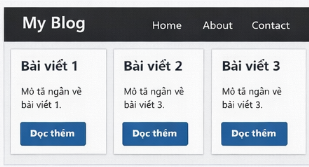 My Blog
Home About Contact
Bài viết 1
Mô tả ngắn về
bài viết 1.
Đọc thêm
Bài viết 2
Mô tả ngắn về
bài viết 3.
Đọc thêm
Bài viết 3
Mô tả ngắn về
bài viết 3.
Đọc thêm